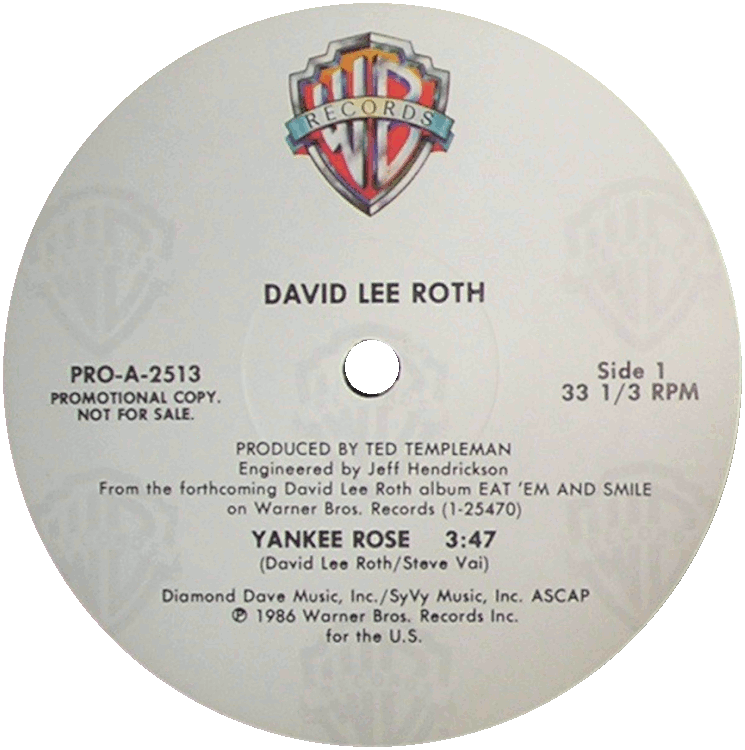 WB
RECORDS
DAVID LEE ROTH
PRO-A-2513
PROMOTIONAL COPY.
NOT FOR SALE.
Side 1
33 1/3 RPM
PRODUCED BY TED TEMPLEMAN
Engineered by Jeff Hendrickson
From the forthcoming David Lee Roth album EAT 'EM AND SMILE
on Warner Bros. Records (1-25470)
YANKEE ROSE 3:47
(David Lee Roth/Steve Vai)
Diamond Dave Music, Inc./SyVy Music, Inc. ASCAP
℗ 1986 Warner Bros. Records Inc.
for the U.S.